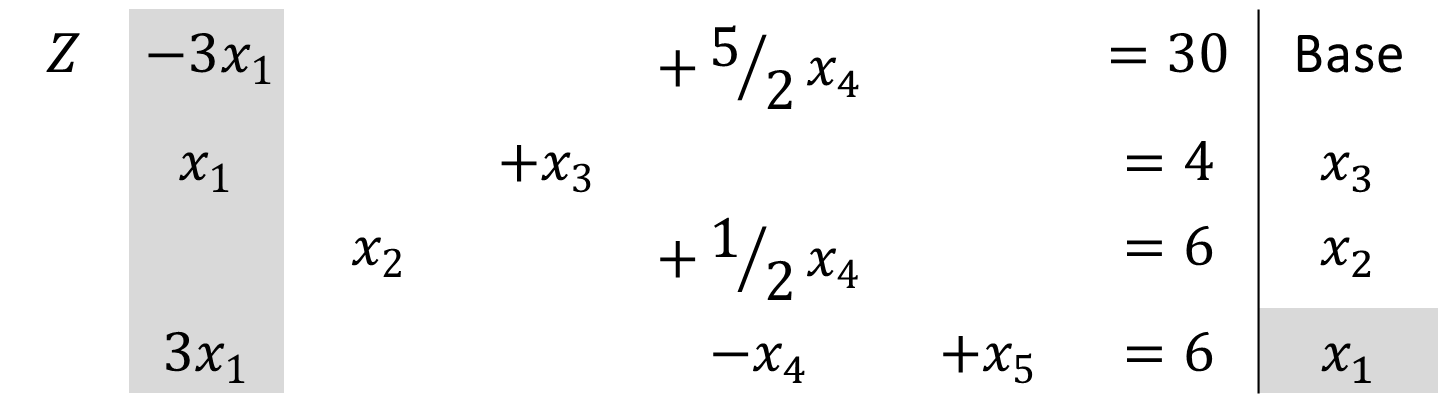 Z −3x₁ + 5/2 x₄ = 30 Base
x₁ +x₃ = 4 x₃
x₂ + 1/2 x₄ = 6 x₂
3x₁ −x₄ +x₅ = 6 x₁